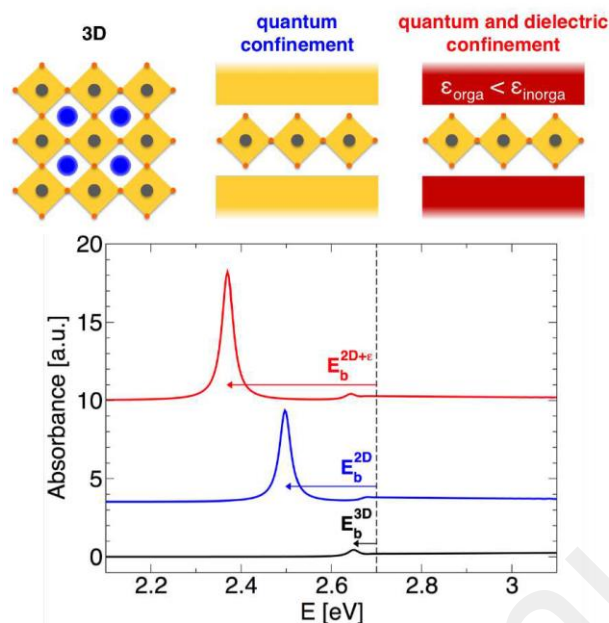 3D
quantum
confinement
quantum and dielectric
confinement
ε_orga < ε_inorga
20
15
10
5
0
Absorbance [a.u.]
E_b^2D+ε
E_b^2D
E_b^3D
2.2 2.4 2.6 2.8 3
E [eV]